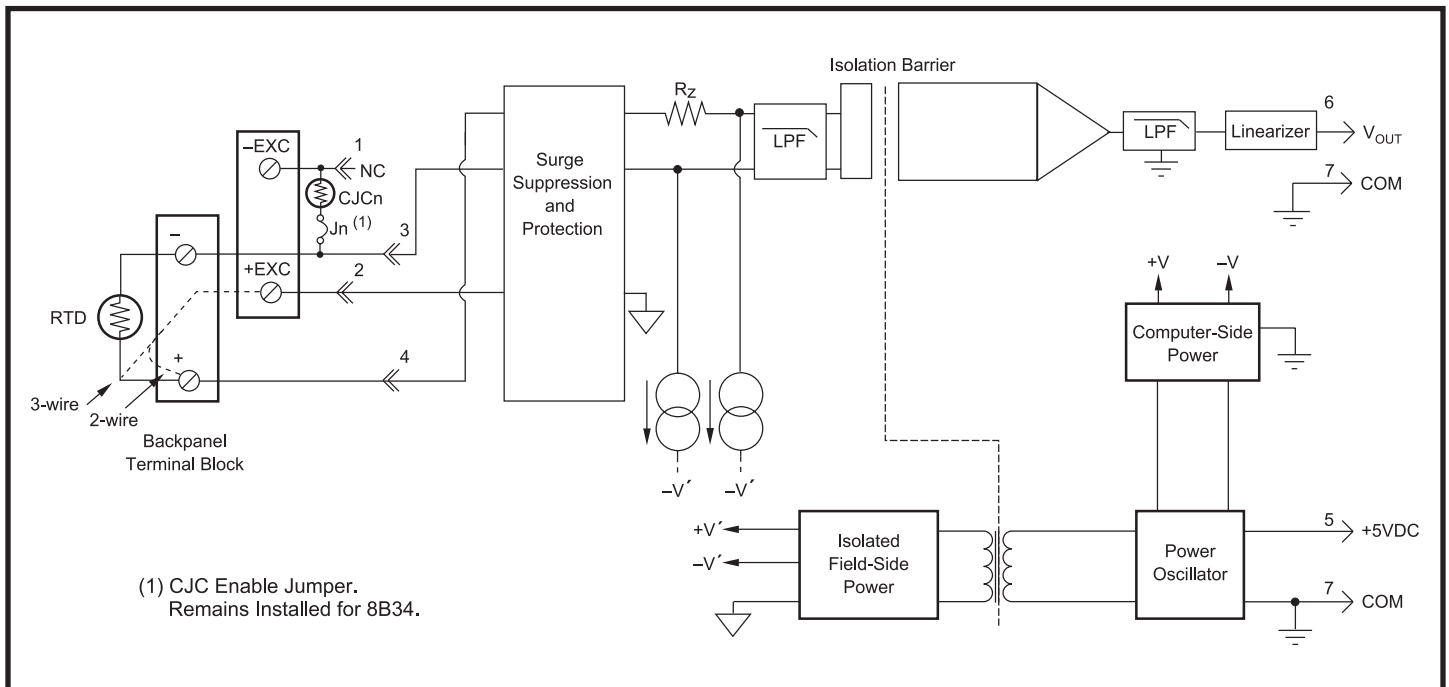 Isolation Barrier
–EXC
1
NC
CJCn
Jn (1)
3
–
+EXC
2
RTD
+
4
3-wire
2-wire
Backpanel
Terminal Block
Surge
Suppression
and
Protection
RZ
LPF
–V´
–V´
LPF
Linearizer
6
VOUT
7
COM
+V
–V
Computer-Side
Power
+V´
–V´
Isolated
Field-Side
Power
Power
Oscillator
5
+5VDC
7
COM
(1) CJC Enable Jumper.
Remains Installed for 8B34.